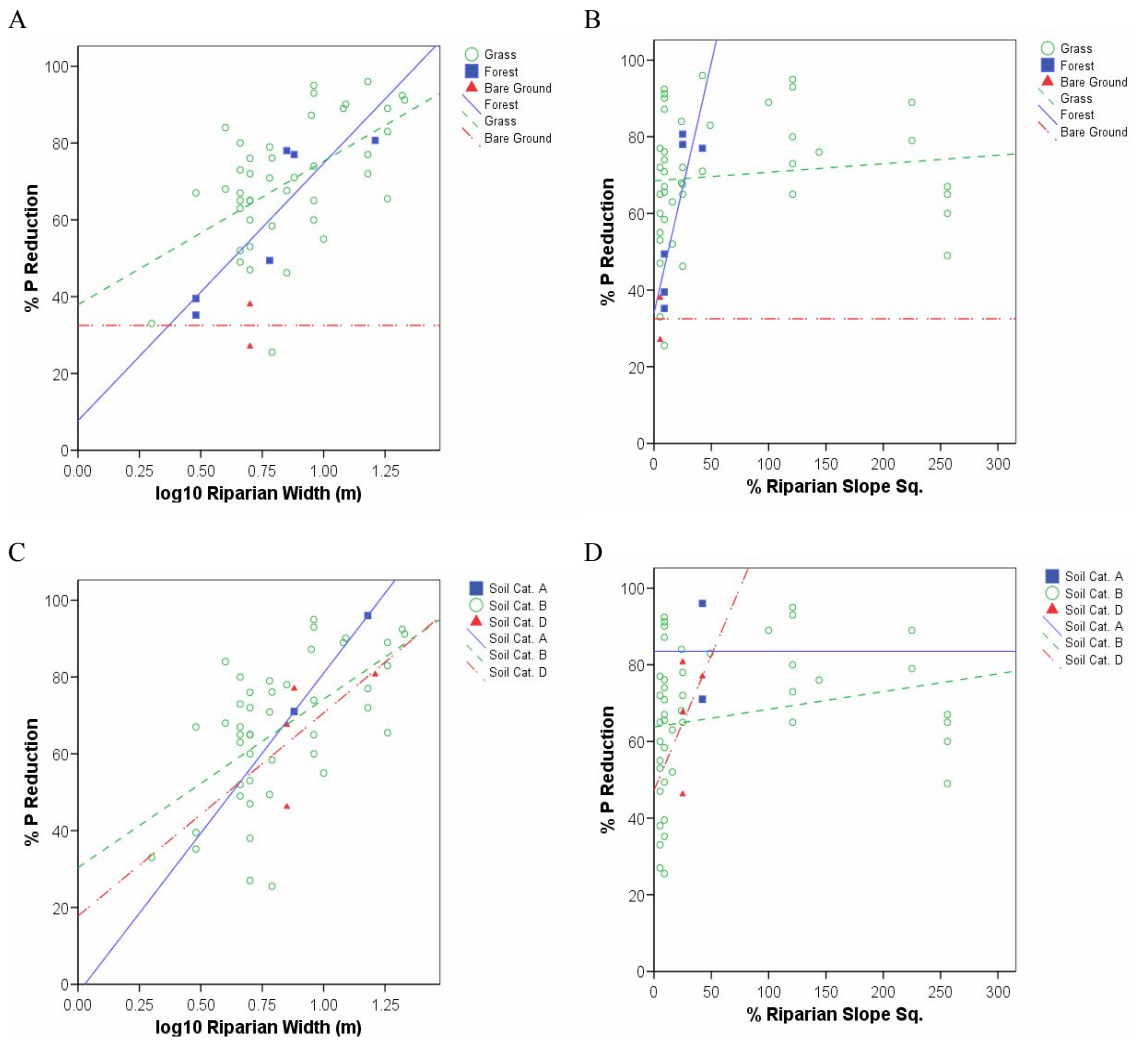 A
100
80
60
40
20
0
% P Reduction
0.00 0.25 0.50 0.75 1.00 1.25
log10 Riparian Width (m)
Grass
Forest
Bare Ground
Forest
Grass
Bare Ground
B
100
80
60
40
20
0
% P Reduction
0 50 100 150 200 250 300
% Riparian Slope Sq.
Grass
Forest
Bare Ground
Grass
Forest
Bare Ground
C
100
80
60
40
20
0
% P Reduction
0.00 0.25 0.50 0.75 1.00 1.25
log10 Riparian Width (m)
Soil Cat. A
Soil Cat. B
Soil Cat. D
Soil Cat. A
Soil Cat. B
Soil Cat. D
D
100
80
60
40
20
0
% P Reduction
0 50 100 150 200 250 300
% Riparian Slope Sq.
Soil Cat. A
Soil Cat. B
Soil Cat. D
Soil Cat. A
Soil Cat. B
Soil Cat. D